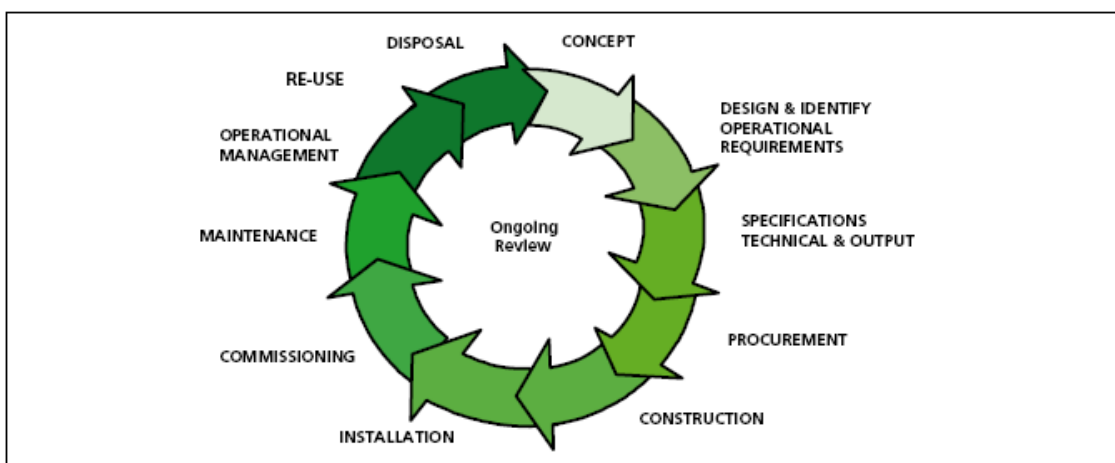 DISPOSAL
CONCEPT
RE-USE
DESIGN & IDENTIFY
OPERATIONAL
REQUIREMENTS
OPERATIONAL
MANAGEMENT
SPECIFICATIONS
TECHNICAL & OUTPUT
MAINTENANCE
Ongoing
Review
PROCUREMENT
COMMISSIONING
CONSTRUCTION
INSTALLATION